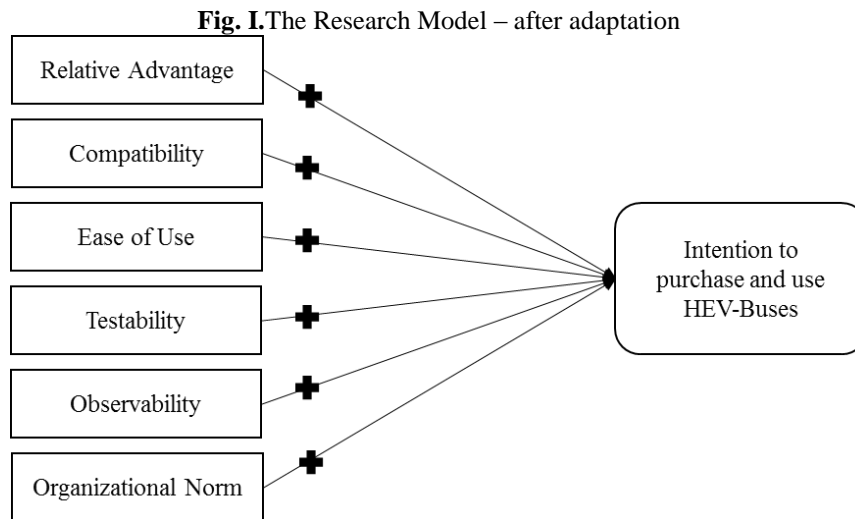 Fig. I.The Research Model – after adaptation
Relative Advantage
Compatibility
Ease of Use
Testability
Observability
Organizational Norm
Intention to
purchase and use
HEV-Buses